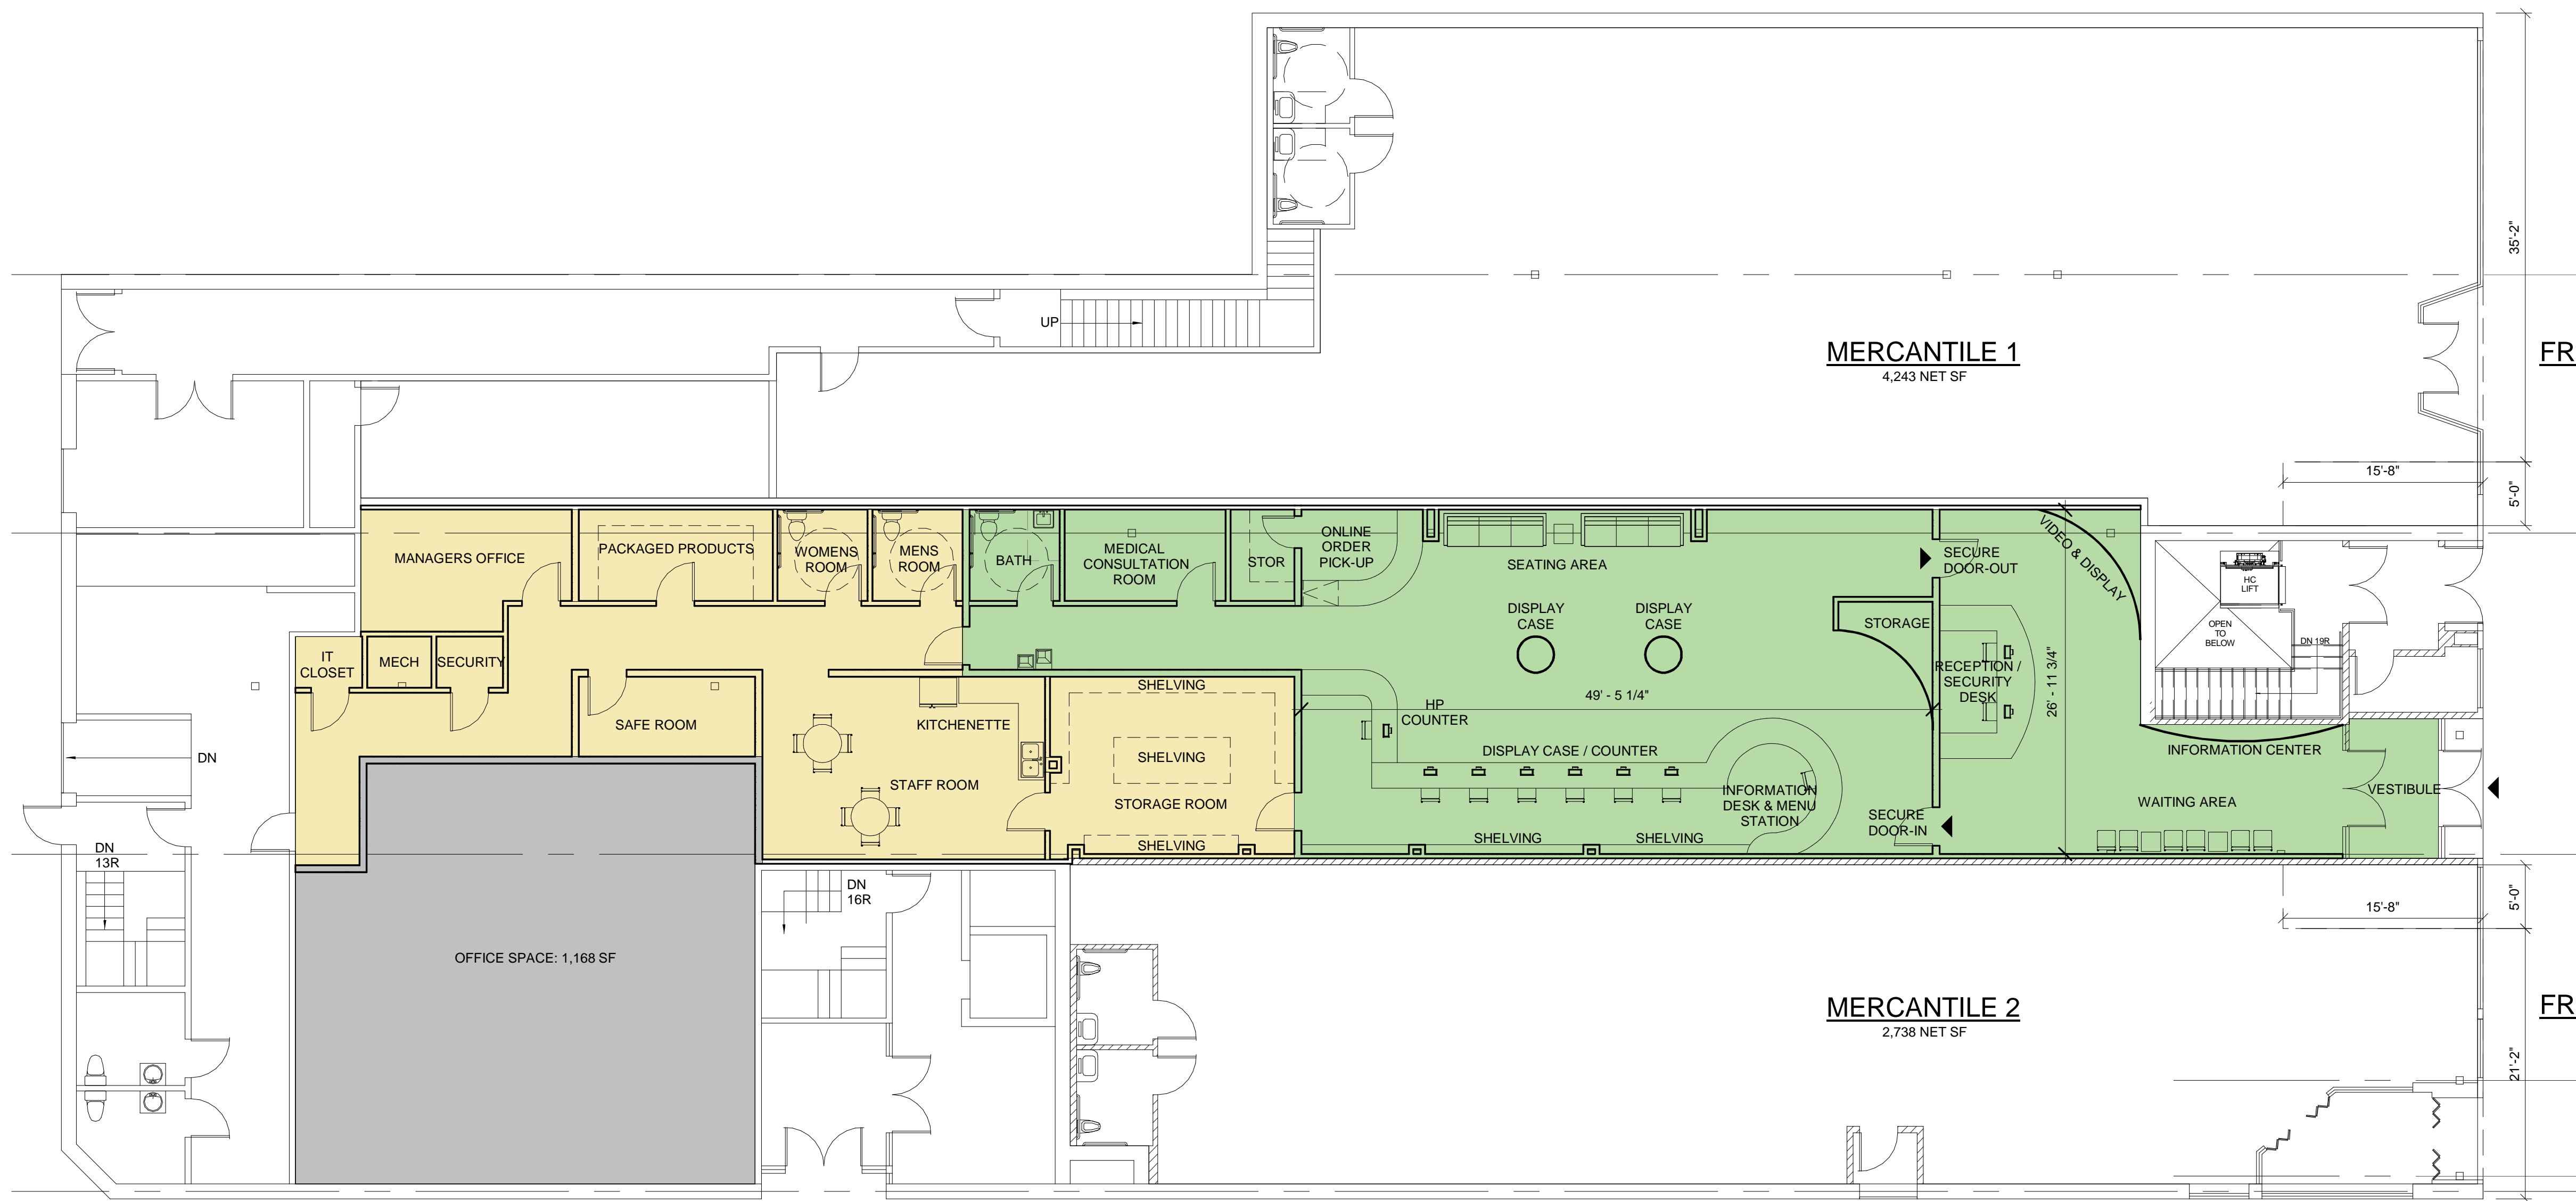 35'-2"
UP
MERCANTILE 1
4,243 NET SF
FR
15'-8"
5'-0"
MANAGERS OFFICE
PACKAGED PRODUCTS
WOMENS
ROOM
MENS
ROOM
BATH
MEDICAL
CONSULTATION
ROOM
STOR
ONLINE
ORDER
PICK-UP
SEATING AREA
SECURE
DOOR-OUT
VIDEO & DISPLAY
HC
LIFT
OPEN
TO
BELOW
DN 19R
DISPLAY
CASE
DISPLAY
CASE
STORAGE
IT
CLOSET
MECH
SECURITY
RECEPTION /
SECURITY
DESK
26' - 11 3/4"
SHELVING
49' - 5 1/4"
HP
COUNTER
SAFE ROOM
KITCHENETTE
SHELVING
DISPLAY CASE / COUNTER
INFORMATION CENTER
DN
STAFF ROOM
STORAGE ROOM
INFORMATION
DESK & MENU
STATION
SECURE
DOOR-IN
WAITING AREA
VESTIBULE
SHELVING
SHELVING
SHELVING
DN
13R
DN
16R
15'-8"
5'-0"
OFFICE SPACE: 1,168 SF
MERCANTILE 2
2,738 NET SF
FR
21'-2"